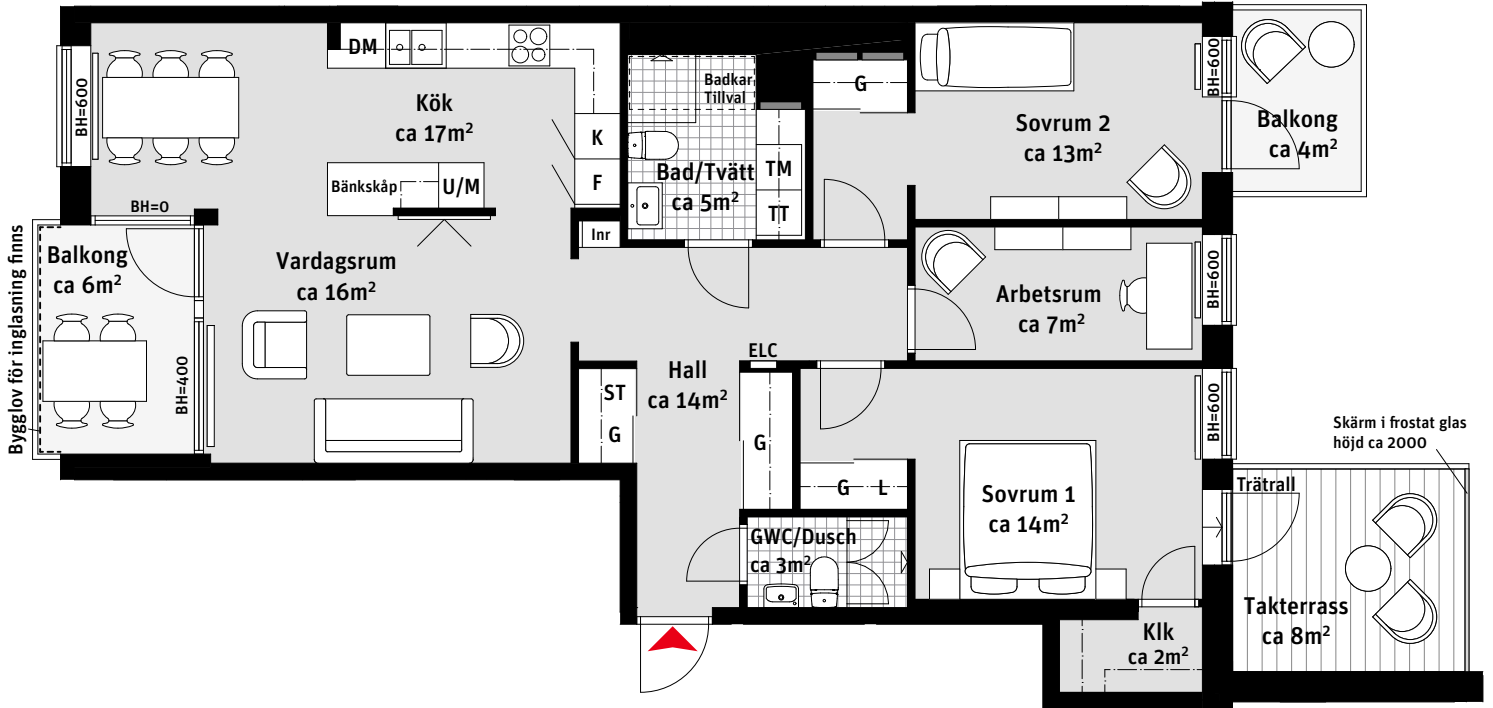 DM
BH=600
Kök
ca 17m²
K
F
Bänkskåp
U/M
BH=0
Inr
Badkar
Tillval
Bad/Tvätt
ca 5m²
TM
TT
G
Sovrum 2
ca 13m²
BH=600
Balkong
ca 4m²
Bygglov för inglasning finns
Balkong
ca 6m²
Vardagsrum
ca 16m²
BH=400
Arbetsrum
ca 7m²
BH=600
ELC
Hall
ca 14m²
ST
G
G
G L
Sovrum 1
ca 14m²
BH=600
GWC/Dusch
ca 3m²
Klk
ca 2m²
Skärm i frostat glas
höjd ca 2000
Trätrall
Takterrass
ca 8m²